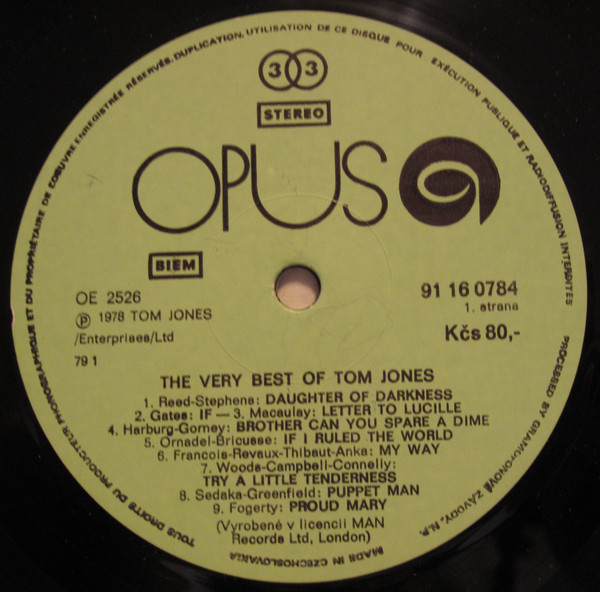 TOUS DROITS DU PRODUCTEUR PHONOGRAPHIQUE ET DU PROPRIÉTAIRE DE L'OEUVRE ENREGISTRÉE RÉSERVÉS. DUPLICATION, UTILISATION DE CE DISQUE POUR EXÉCUTION PUBLIQUE ET RADIODIFFUSION INTERDITES
33
STEREO
OPUS
BIEM
OE 2526
Ⓟ 1978 TOM JONES
/Enterprises/Ltd
79 1
91 16 0784
1. strana
Kčs 80,-
THE VERY BEST OF TOM JONES
1. Reed-Stephens: DAUGHTER OF DARKNESS
2. Gates: IF — 3. Macaulay: LETTER TO LUCILLE
4. Harburg-Gorney: BROTHER CAN YOU SPARE A DIME
5. Ornadel-Bricusse: IF I RULED THE WORLD
6. Francois-Revaux-Thibaut-Anka: MY WAY
7. Woods-Campbell-Connelly:
TRY A LITTLE TENDERNESS
8. Sedaka-Greenfield: PUPPET MAN
9. Fogerty: PROUD MARY
(Vyrobené v licencii MAN
Records Ltd, London)
PROCESSED BY GRAMOFONOVÉ ZÁVODY, N.P.
MADE IN CZECHOSLOVAKIA